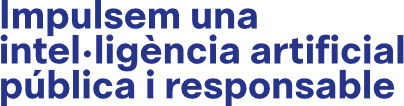 Impulsem una
intel·ligència artificial
pública i responsable